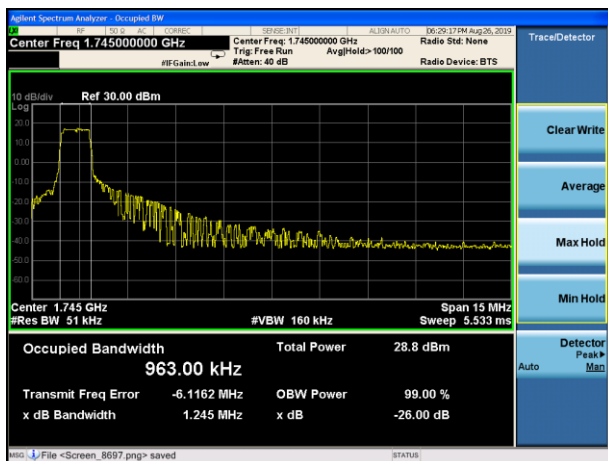 Agilent Spectrum Analyzer - Occupied BW
LXI RF 50 Ω AC CORREC SENSE:INT ALIGN AUTO 06:29:17 PM Aug 26, 2019
Center Freq 1.745000000 GHz Center Freq: 1.745000000 GHz Radio Std: None Trace/Detector
Trig: Free Run Avg|Hold:>100/100
#IFGain:Low #Atten: 40 dB Radio Device: BTS
10 dB/div Ref 30.00 dBm
Log
20.0
10.0
0.00
-10.0
-20.0
-30.0
-40.0
-50.0
-60.0
Clear Write
Average
Max Hold
Min Hold
Center 1.745 GHz Span 15 MHz
#Res BW 51 kHz #VBW 160 kHz Sweep 5.533 ms
Occupied Bandwidth Total Power 28.8 dBm
963.00 kHz
Transmit Freq Error -6.1162 MHz OBW Power 99.00 %
x dB Bandwidth 1.245 MHz x dB -26.00 dB
Detector
Peak▶
Auto Man
MSG File <Screen_8697.png> saved STATUS